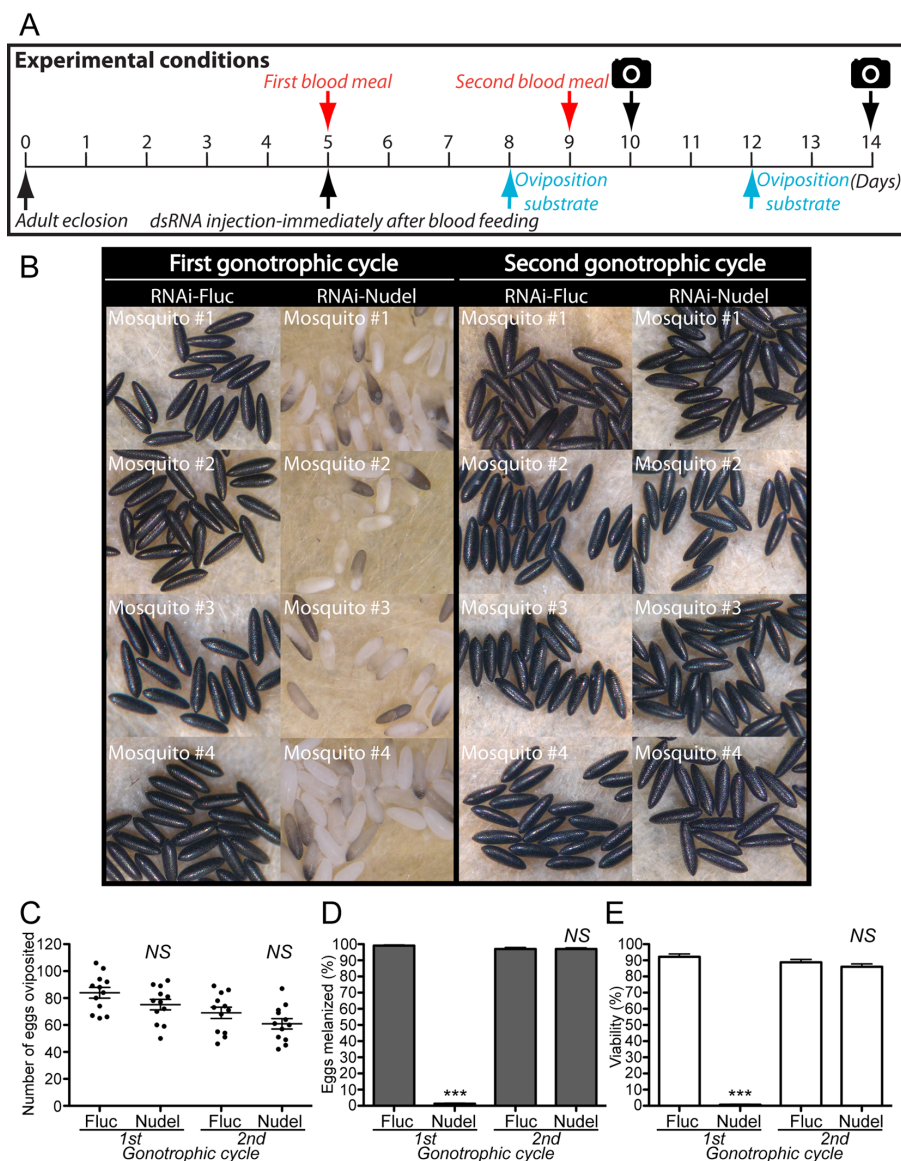 A
Experimental conditions
First blood meal
Second blood meal
0 1 2 3 4 5 6 7 8 9 10 11 12 13 14
(Days)
Adult eclosion
dsRNA injection-immediately after blood feeding
Oviposition
substrate
Oviposition
substrate
B
First gonotrophic cycle
Second gonotrophic cycle
RNAi-Fluc
RNAi-Nudel
RNAi-Fluc
RNAi-Nudel
Mosquito #1
Mosquito #1
Mosquito #1
Mosquito #1
Mosquito #2
Mosquito #2
Mosquito #2
Mosquito #2
Mosquito #3
Mosquito #3
Mosquito #3
Mosquito #3
Mosquito #4
Mosquito #4
Mosquito #4
Mosquito #4
C
Number of eggs oviposited
120
100
80
60
40
20
0
NS
NS
Fluc Nudel Fluc Nudel
1st 2nd
Gonotrophic cycle
D
Eggs melanized (%)
100
90
80
70
60
50
40
30
20
10
0
***
NS
Fluc Nudel Fluc Nudel
1st 2nd
Gonotrophic cycle
E
Viability (%)
100
90
80
70
60
50
40
30
20
10
0
***
NS
Fluc Nudel Fluc Nudel
1st 2nd
Gonotrophic cycle